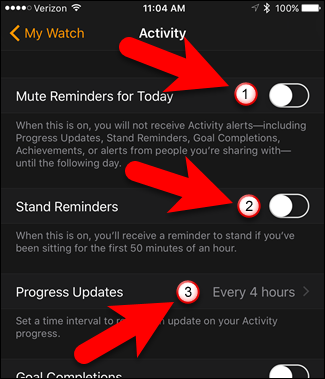 Verizon 11:04 AM 100%
My Watch Activity
Mute Reminders for Today 1
When this is on, you will not receive Activity alerts—including
Progress Updates, Stand Reminders, Goal Completions,
Achievements, or alerts from people you're sharing with—
until the following day.
Stand Reminders 2
When this is on, you'll receive a reminder to stand if you've
been sitting for the first 50 minutes of an hour.
Progress Updates 3 Every 4 hours
Set a time interval to update on your Activity
progress.
Goal Completions